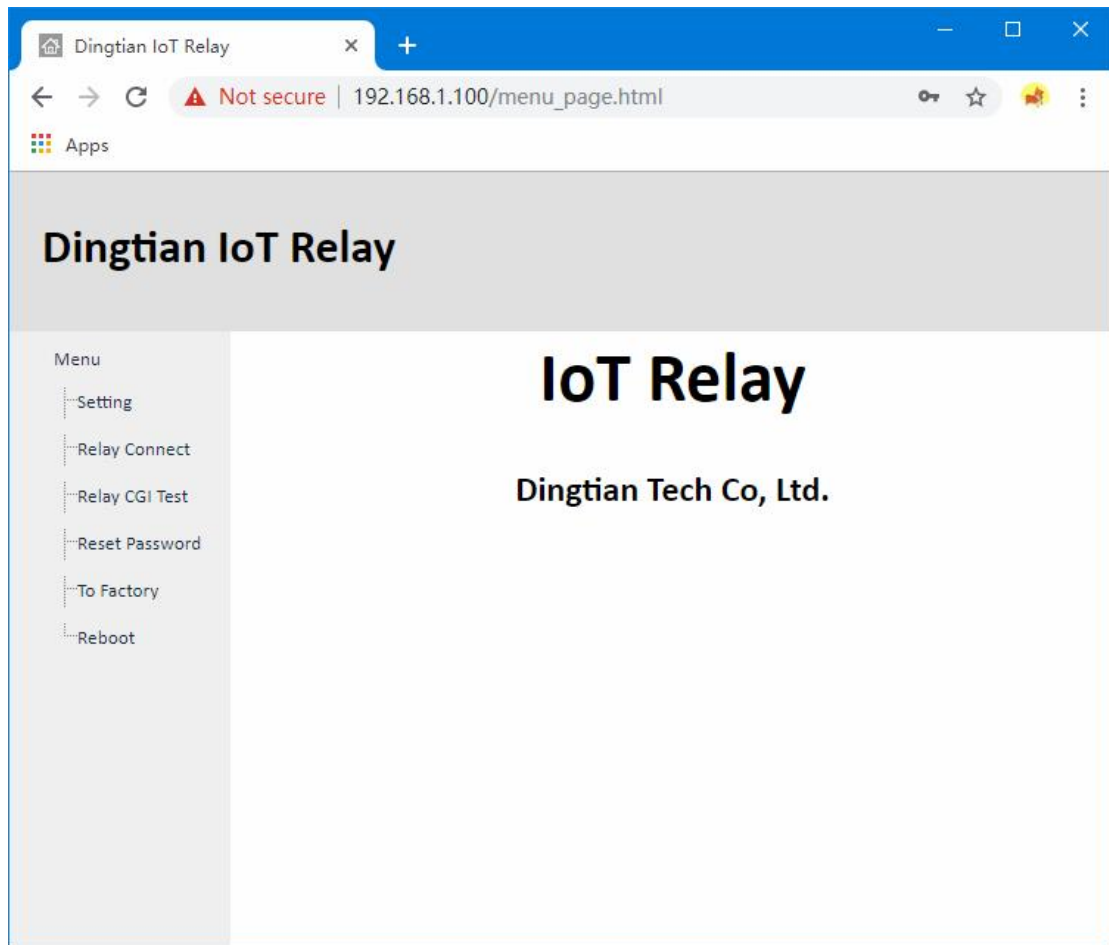 Dingtian IoT Relay
Not secure | 192.168.1.100/menu_page.html
Apps
Dingtian IoT Relay
Menu
Setting
Relay Connect
Relay CGI Test
Reset Password
To Factory
Reboot
IoT Relay
Dingtian Tech Co, Ltd.